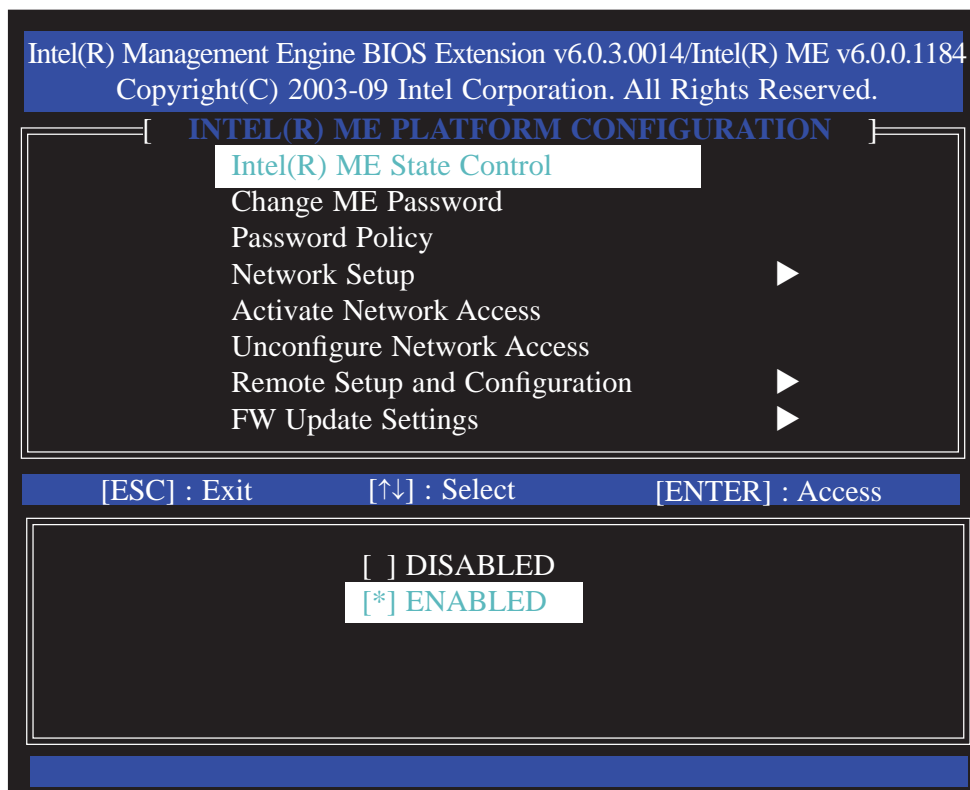 Intel(R) Management Engine BIOS Extension v6.0.3.0014/Intel(R) ME v6.0.0.1184
Copyright(C) 2003-09 Intel Corporation. All Rights Reserved.
[ INTEL(R) ME PLATFORM CONFIGURATION ]
Intel(R) ME State Control
Change ME Password
Password Policy
Network Setup ▶
Activate Network Access
Unconfigure Network Access
Remote Setup and Configuration ▶
FW Update Settings ▶
[ESC] : Exit [↑↓] : Select [ENTER] : Access
[ ] DISABLED
[*] ENABLED